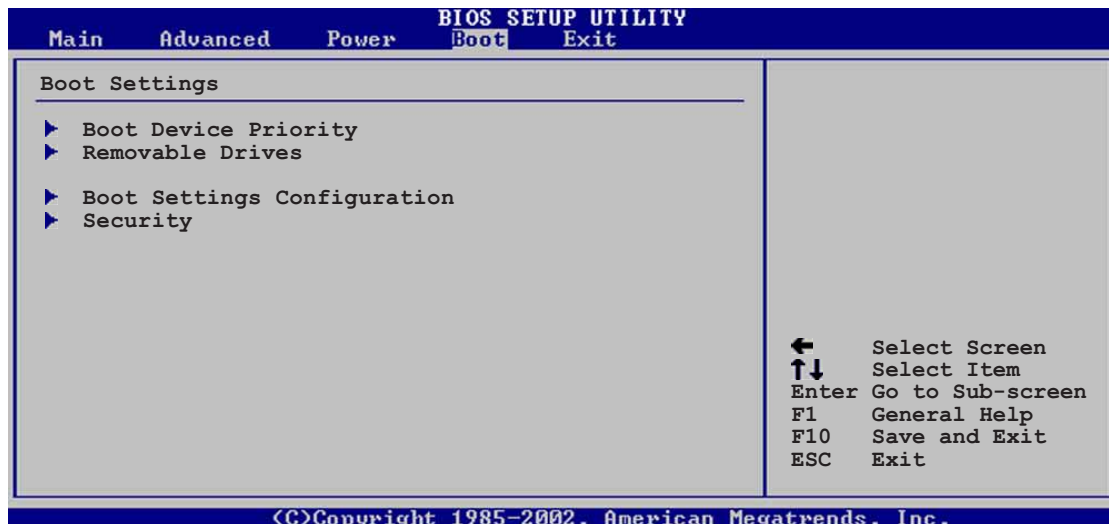 BIOS SETUP UTILITY
Main Advanced Power Boot Exit
Boot Settings
Boot Device Priority
Removable Drives
Boot Settings Configuration
Security
← Select Screen
↑↓ Select Item
Enter Go to Sub-screen
F1 General Help
F10 Save and Exit
ESC Exit
(C)Copyright 1985-2002, American Megatrends, Inc.